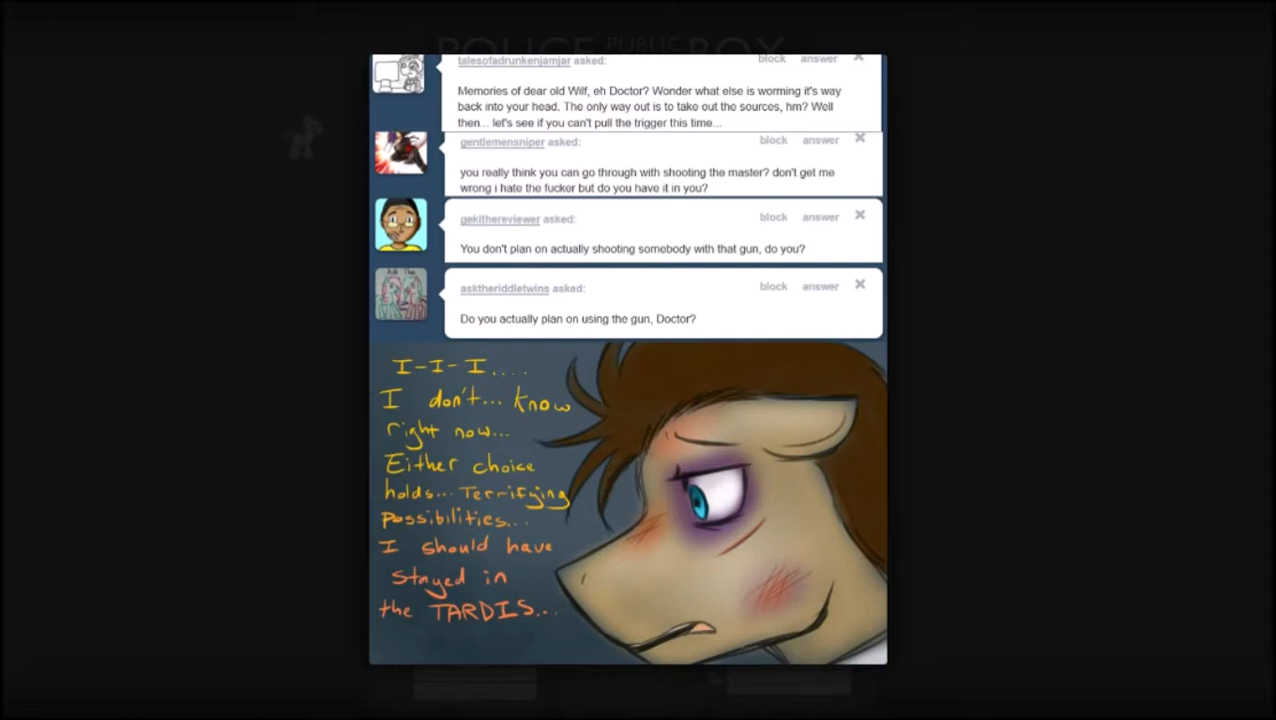 POLICE PUBLIC BOX
talesofadrunkenjamjar asked:
block answer
Memories of dear old Wilf, eh Doctor? Wonder what else is worming it's way
back into your head. The only way out is to take out the sources, hm? Well
then... let's see if you can't pull the trigger this time...
gentlemensniper asked:
block answer
you really think you can go through with shooting the master? don't get me
wrong i hate the fucker but do you have it in you?
gekithereviewer asked:
block answer
You don't plan on actually shooting somebody with that gun, do you?
asktheriddletwins asked:
block answer
Do you actually plan on using the gun, Doctor?
Ask The
I-I-I....
I don't... know
right now...
Either choice
holds... Terrifying
possibilities...
I should have
stayed in
the TARDIS...